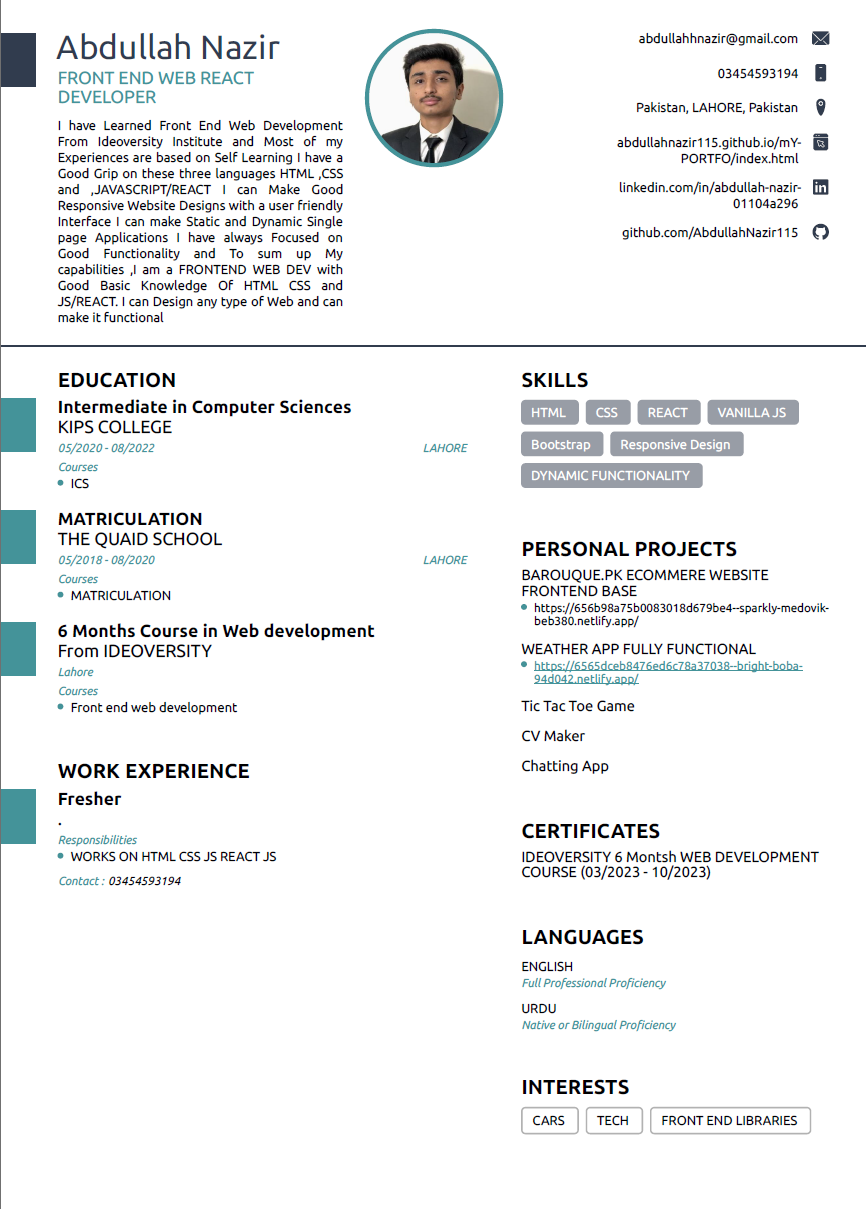 Abdullah Nazir
FRONT END WEB REACT
DEVELOPER
I have Learned Front End Web Development
From Ideoversity Institute and Most of my
Experiences are based on Self Learning I have a
Good Grip on these three languages HTML ,CSS
and ,JAVASCRIPT/REACT I can Make Good
Responsive Website Designs with a user friendly
Interface I can make Static and Dynamic Single
page Applications I have always Focused on
Good Functionality and To sum up My
capabilities ,I am a FRONTEND WEB DEV with
Good Basic Knowledge Of HTML CSS and
JS/REACT. I can Design any type of Web and can
make it functional
abdullahhnazir@gmail.com
03454593194
Pakistan, LAHORE, Pakistan
abdullahnazir115.github.io/mY-
PORTFO/index.html
linkedin.com/in/abdullah-nazir-
01104a296
github.com/AbdullahNazir115
EDUCATION
Intermediate in Computer Sciences
KIPS COLLEGE
05/2020 - 08/2022 LAHORE
Courses
ICS
MATRICULATION
THE QUAID SCHOOL
05/2018 - 08/2020 LAHORE
Courses
MATRICULATION
6 Months Course in Web development
From IDEOVERSITY
Lahore
Courses
Front end web development
WORK EXPERIENCE
Fresher
.
Responsibilities
WORKS ON HTML CSS JS REACT JS
Contact : 03454593194
SKILLS
HTML CSS REACT VANILLA JS
Bootstrap Responsive Design
DYNAMIC FUNCTIONALITY
PERSONAL PROJECTS
BAROUQUE.PK ECOMMERE WEBSITE
FRONTEND BASE
https://656b98a75b0083018d679be4--sparkly-medovik-
beb380.netlify.app/
WEATHER APP FULLY FUNCTIONAL
https://6565dceb8476ed6c78a37038--bright-boba-
94d042.netlify.app/
Tic Tac Toe Game
CV Maker
Chatting App
CERTIFICATES
IDEOVERSITY 6 Montsh WEB DEVELOPMENT
COURSE (03/2023 - 10/2023)
LANGUAGES
ENGLISH
Full Professional Proficiency
URDU
Native or Bilingual Proficiency
INTERESTS
CARS TECH FRONT END LIBRARIES